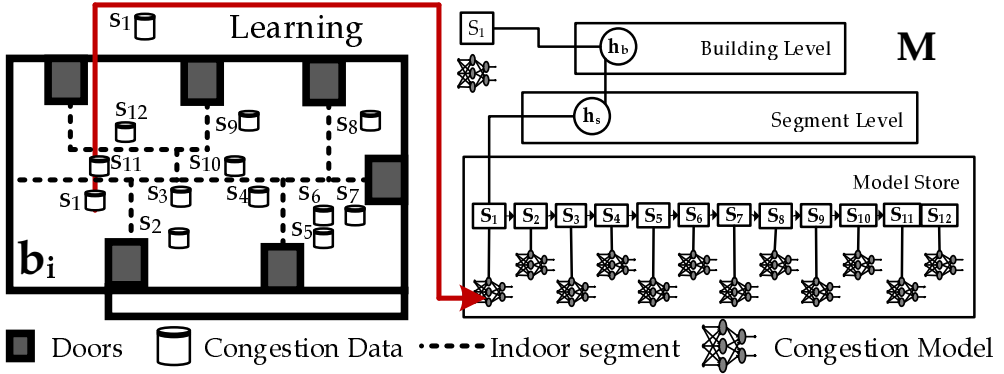 S1
Learning
S12
S9
S8
S11
S10
S1
S3
S4
S6
S7
S2
S5
bi
S1
hb
Building Level
M
hs
Segment Level
Model Store
S1 S2 S3 S4 S5 S6 S7 S8 S9 S10 S11 S12
Doors
Congestion Data
Indoor segment
Congestion Model